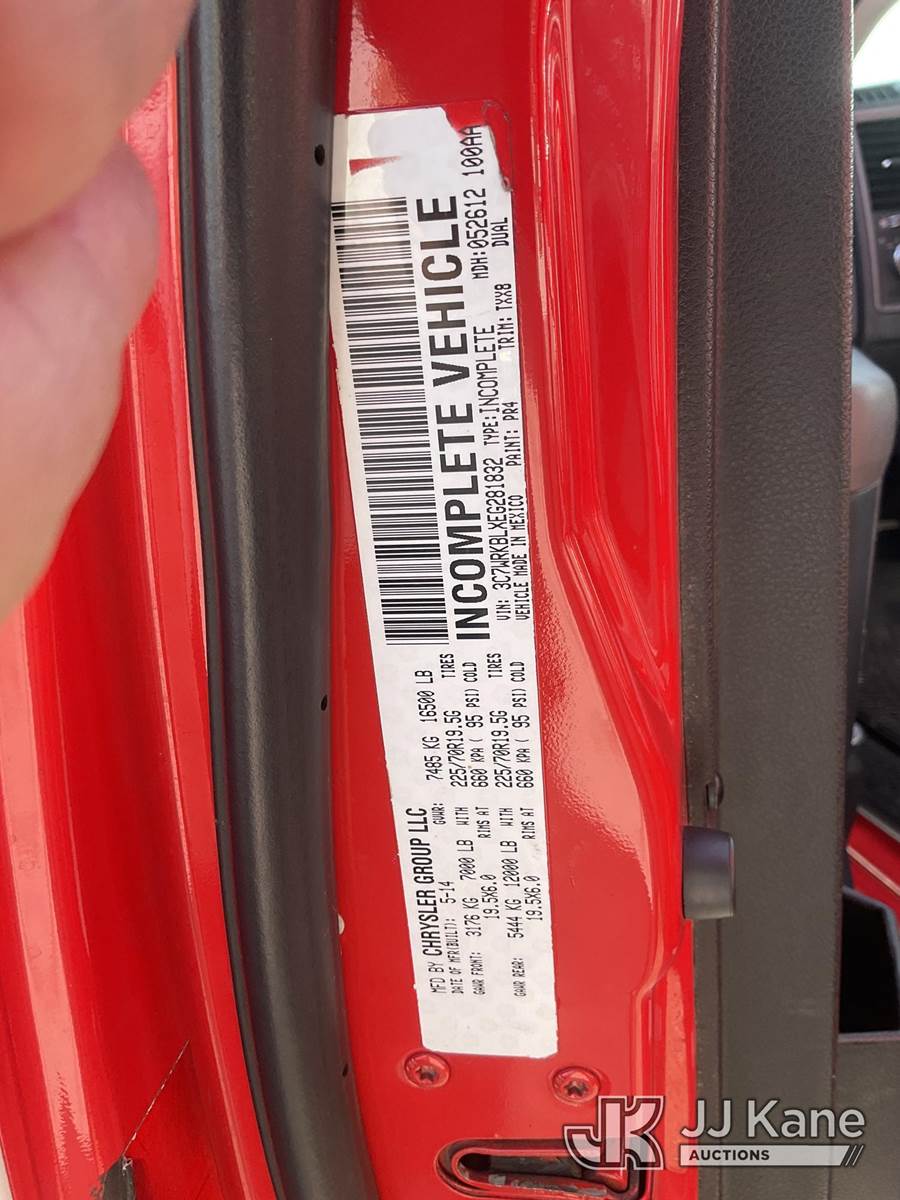 MFD BY CHRYSLER GROUP LLC
DATE OF MFR(BUILT): 5-14 GVWR: 7485 KG 16500 LB
GAWR FRONT: 3176 KG 7000 LB WITH 225/70R19.5G TIRES
19.5X6.0 RIMS AT 660 KPA ( 95 PSI) COLD
GAWR REAR: 5444 KG 12000 LB WITH 225/70R19.5G TIRES
19.5X6.0 RIMS AT 660 KPA ( 95 PSI) COLD
INCOMPLETE VEHICLE
VIN: 3C7WRKBLXEG281832 TYPE:INCOMPLETE MDH:052612 100AA
VEHICLE MADE IN MEXICO PAINT: PR4 TRIM: TXX8 DUAL
JJK
JJ Kane
AUCTIONS